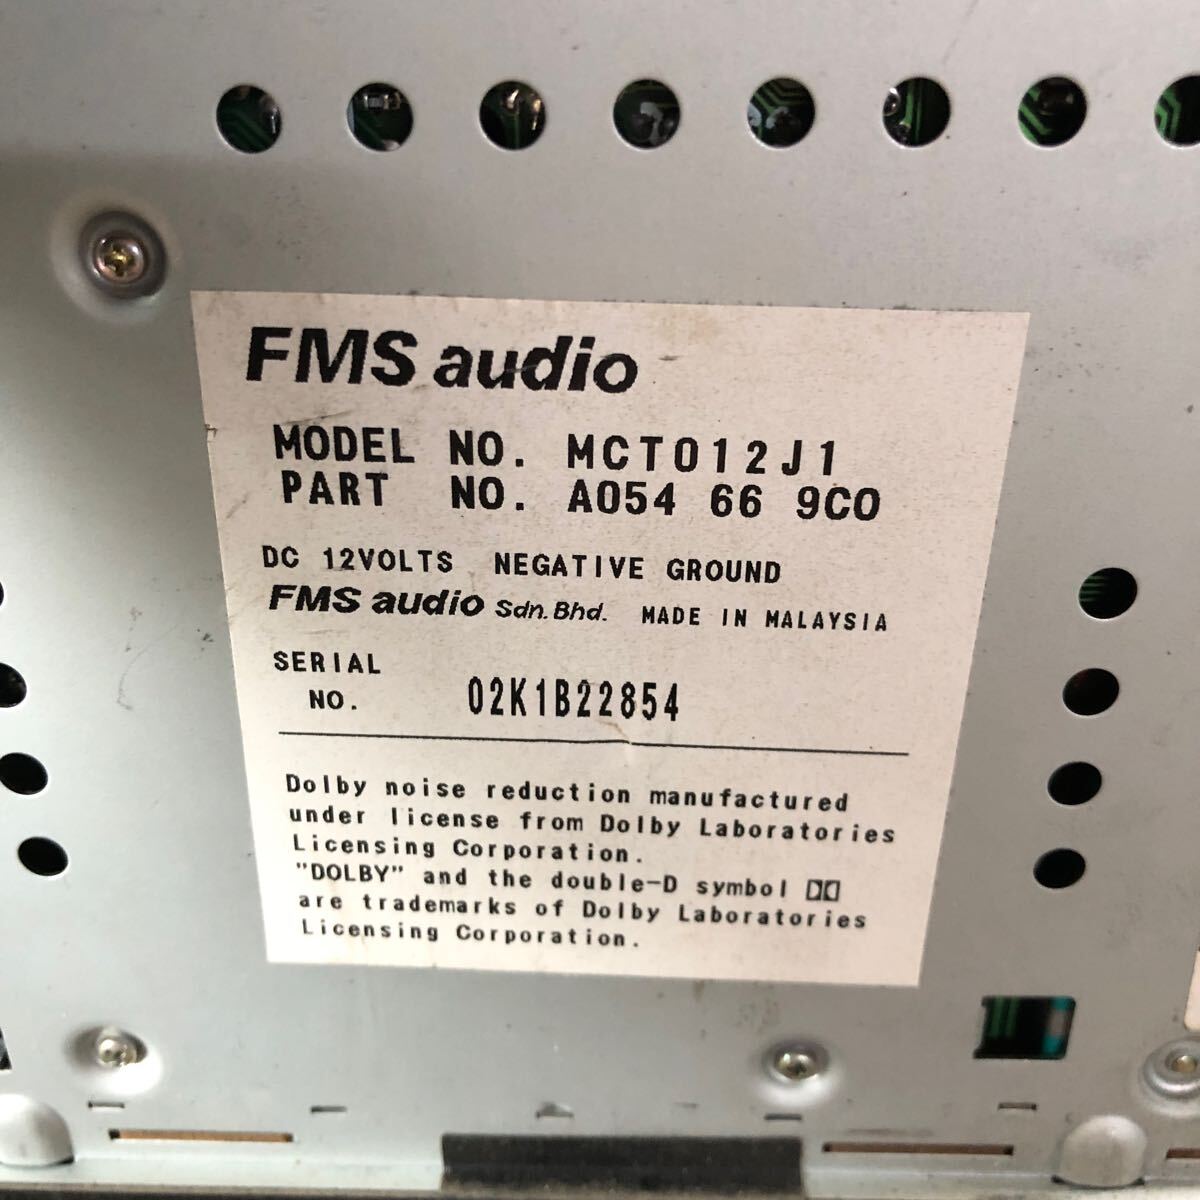 FMS audio
MODEL NO. MCT012J1
PART NO. A054 66 9C0
DC 12VOLTS NEGATIVE GROUND
FMS audio Sdn. Bhd. MADE IN MALAYSIA
SERIAL
NO. 02K1B22854
Dolby noise reduction manufactured
under license from Dolby Laboratories
Licensing Corporation.
"DOLBY" and the double-D symbol
are trademarks of Dolby Laboratories
Licensing Corporation.